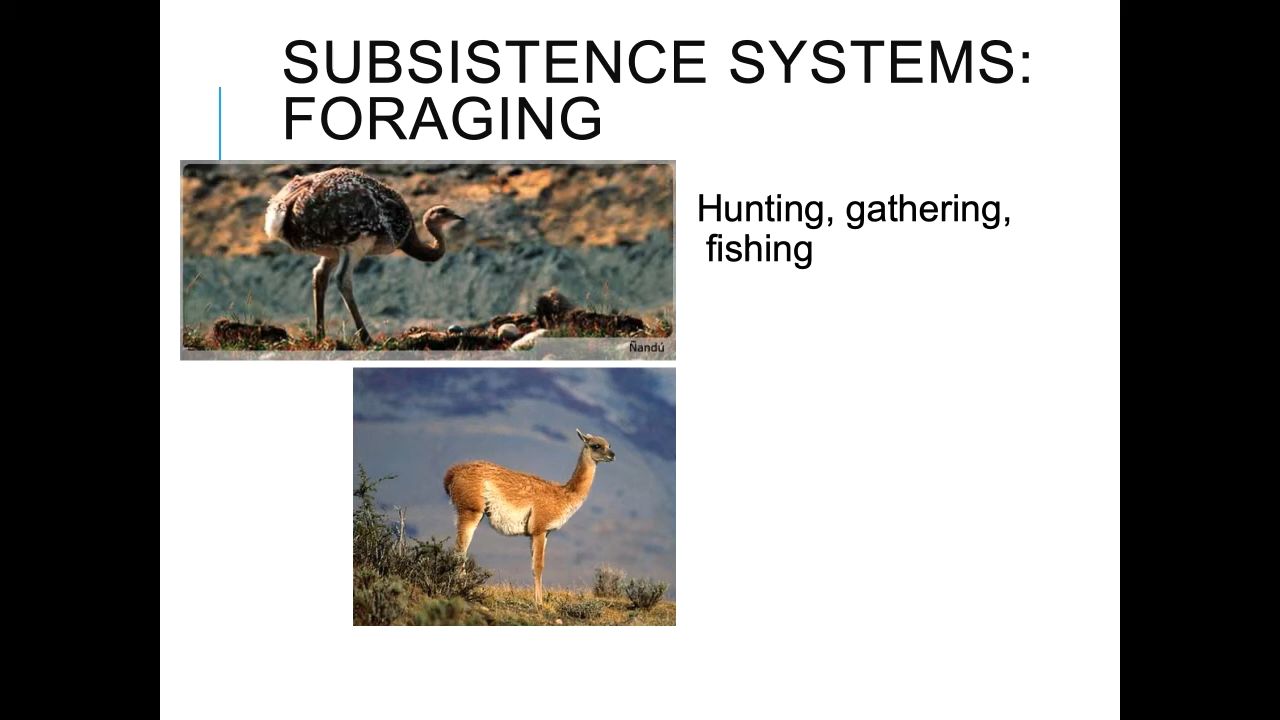 SUBSISTENCE SYSTEMS:
FORAGING
Hunting, gathering,
fishing
Ñandú